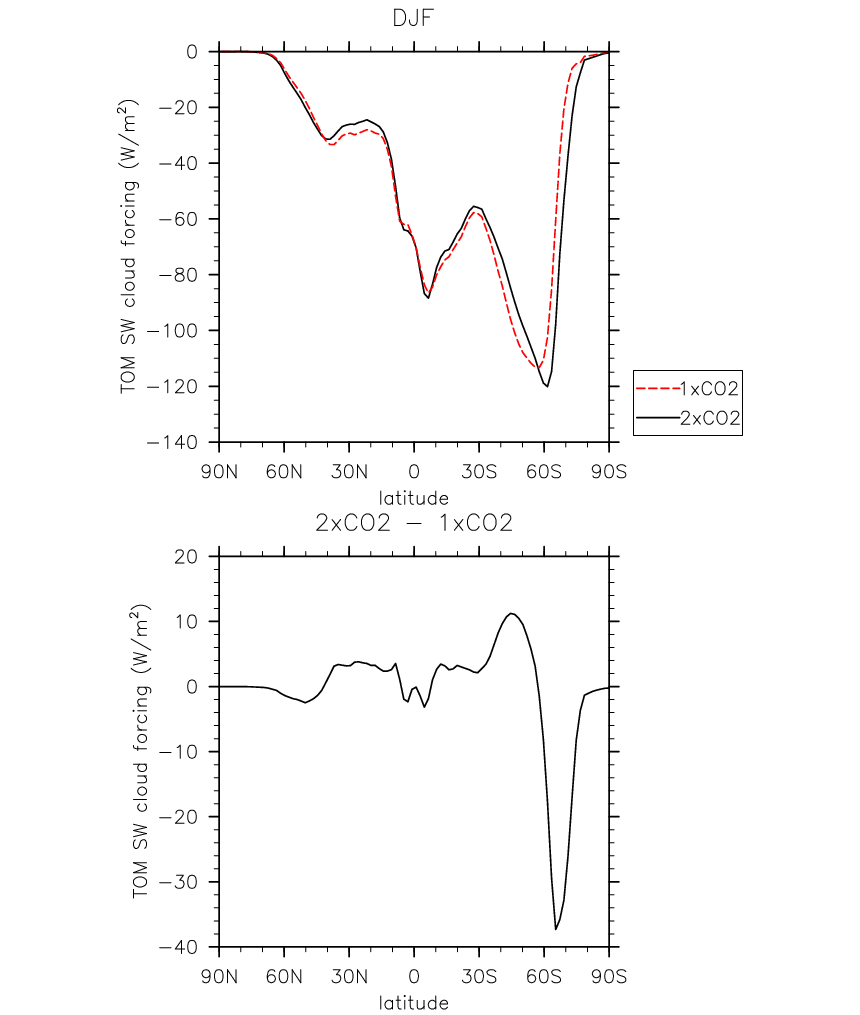 DJF
TOM SW cloud forcing (W/m²)
0
−20
−40
−60
−80
−100
−120
−140
90N 60N 30N 0 30S 60S 90S
latitude
1xCO2
2xCO2
2xCO2 − 1xCO2
TOM SW cloud forcing (W/m²)
20
10
0
−10
−20
−30
−40
90N 60N 30N 0 30S 60S 90S
latitude